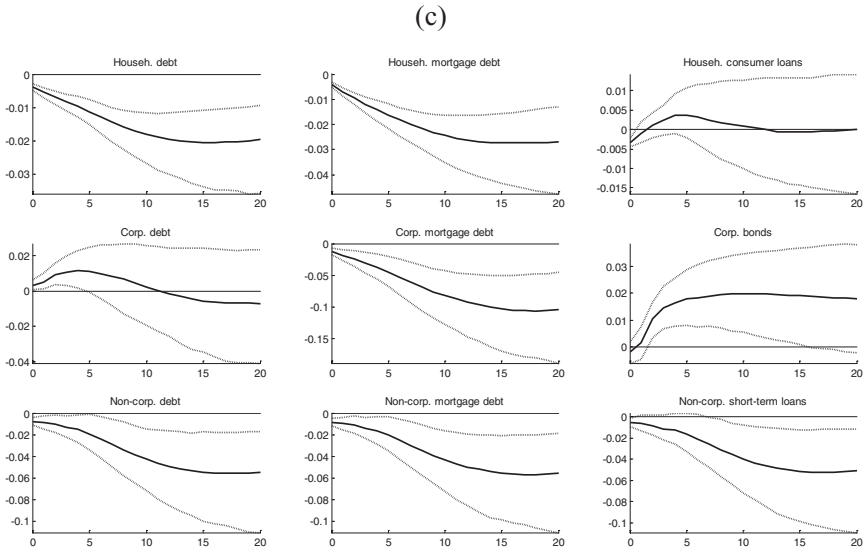 (c)
Househ. debt
Househ. mortgage debt
Househ. consumer loans
0
-0.01
-0.02
-0.03
0 5 10 15 20
0
-0.01
-0.02
-0.03
-0.04
0 5 10 15 20
0.01
0.005
0
-0.005
-0.01
-0.015
0 5 10 15 20
Corp. debt
Corp. mortgage debt
Corp. bonds
0.02
0
-0.02
-0.04
0 5 10 15 20
0
-0.05
-0.1
-0.15
0 5 10 15 20
0.03
0.02
0.01
0
0 5 10 15 20
Non-corp. debt
Non-corp. mortgage debt
Non-corp. short-term loans
0
-0.02
-0.04
-0.06
-0.08
-0.1
0 5 10 15 20
0
-0.02
-0.04
-0.06
-0.08
-0.1
0 5 10 15 20
0
-0.02
-0.04
-0.06
-0.08
-0.1
0 5 10 15 20